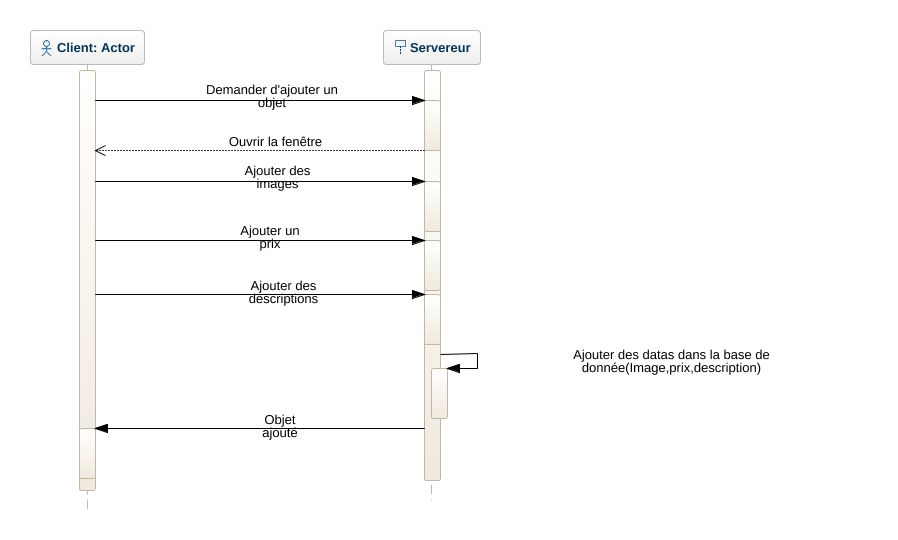 Client: Actor
Servereur
Demander d'ajouter un
objet
Ouvrir la fenêtre
Ajouter des
images
Ajouter un
prix
Ajouter des
descriptions
Ajouter des datas dans la base de
donnée(Image,prix,description)
Objet
ajouté